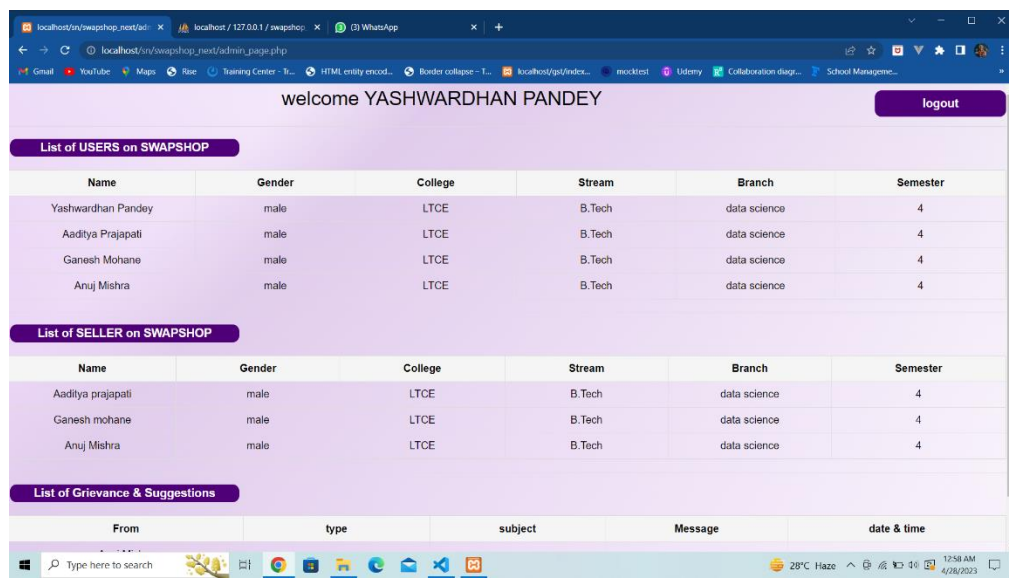 localhost/sn/swapshop_next/adm
localhost / 127.0.0.1 / swapshop
(3) WhatsApp
localhost/sn/swapshop_next/admin_page.php
Gmail YouTube Maps Rise Training Center - Tr... HTML entity encod... Border collapse - T... localhost/gst/index... mocktest Udemy Collaboration diagr... School Manageme...
welcome YASHWARDHAN PANDEY
logout
List of USERS on SWAPSHOP
Name Gender College Stream Branch Semester
Yashwardhan Pandey male LTCE B.Tech data science 4
Aaditya Prajapati male LTCE B.Tech data science 4
Ganesh Mohane male LTCE B.Tech data science 4
Anuj Mishra male LTCE B.Tech data science 4
List of SELLER on SWAPSHOP
Name Gender College Stream Branch Semester
Aaditya prajapati male LTCE B.Tech data science 4
Ganesh mohane male LTCE B.Tech data science 4
Anuj Mishra male LTCE B.Tech data science 4
List of Grievance & Suggestions
From type subject Message date & time
Type here to search
28°C Haze
12:58 AM
4/28/2023